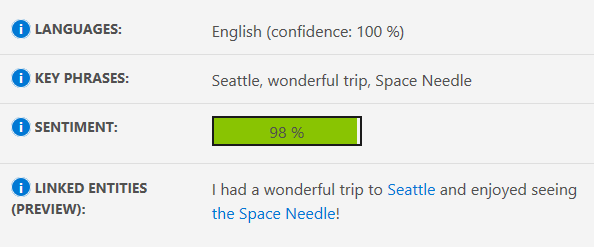 LANGUAGES: English (confidence: 100 %)
KEY PHRASES: Seattle, wonderful trip, Space Needle
SENTIMENT: 98 %
LINKED ENTITIES (PREVIEW): I had a wonderful trip to Seattle and enjoyed seeing
the Space Needle!